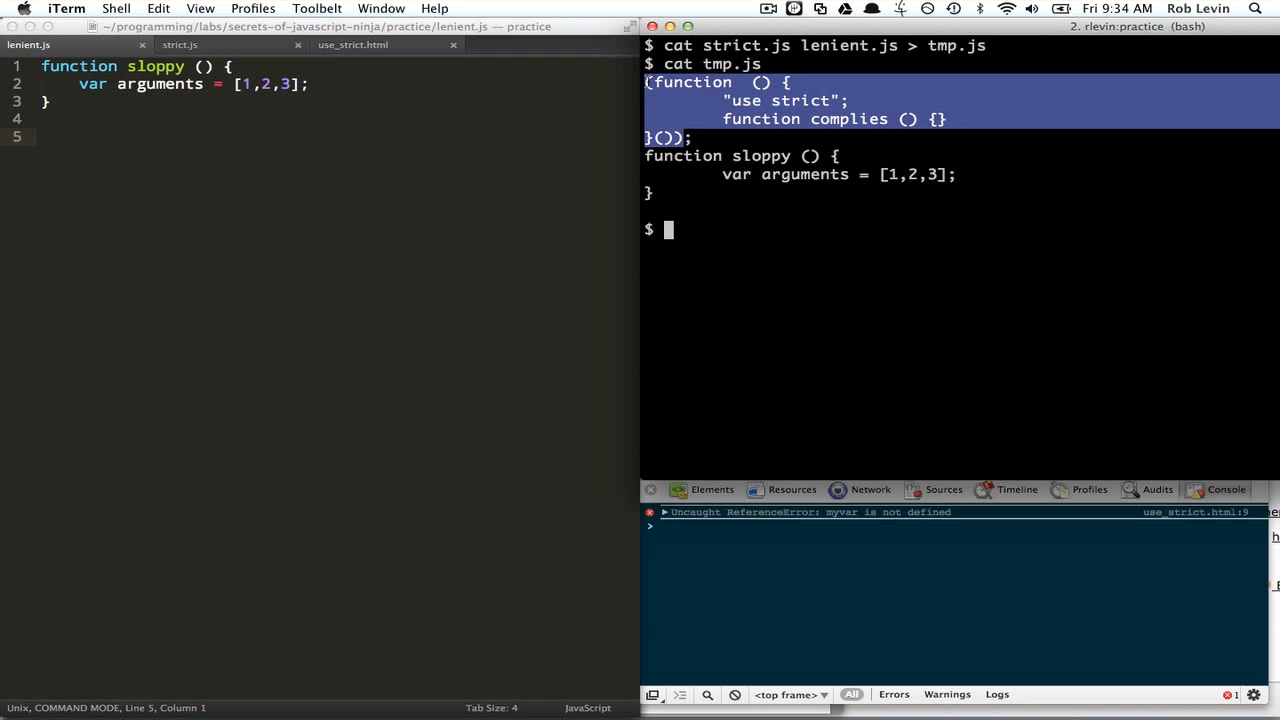 iTerm Shell Edit View Profiles Toolbelt Window Help Fri 9:34 AM Rob Levin
~/programming/labs/secrets-of-javascript-ninja/practice/lenient.js — practice
lenient.js × strict.js × use_strict.html ×
1 function sloppy () {
2 var arguments = [1,2,3];
3 }
4
5
Unix, COMMAND MODE, Line 5, Column 1 Tab Size: 4 JavaScript
2. rlevin:practice (bash)
$ cat strict.js lenient.js > tmp.js
$ cat tmp.js
(function () {
"use strict";
function complies () {}
}());
function sloppy () {
var arguments = [1,2,3];
}
$
Elements Resources Network Sources Timeline Profiles Audits Console
Uncaught ReferenceError: myvar is not defined use_strict.html:9
>
<top frame> All Errors Warnings Logs 1